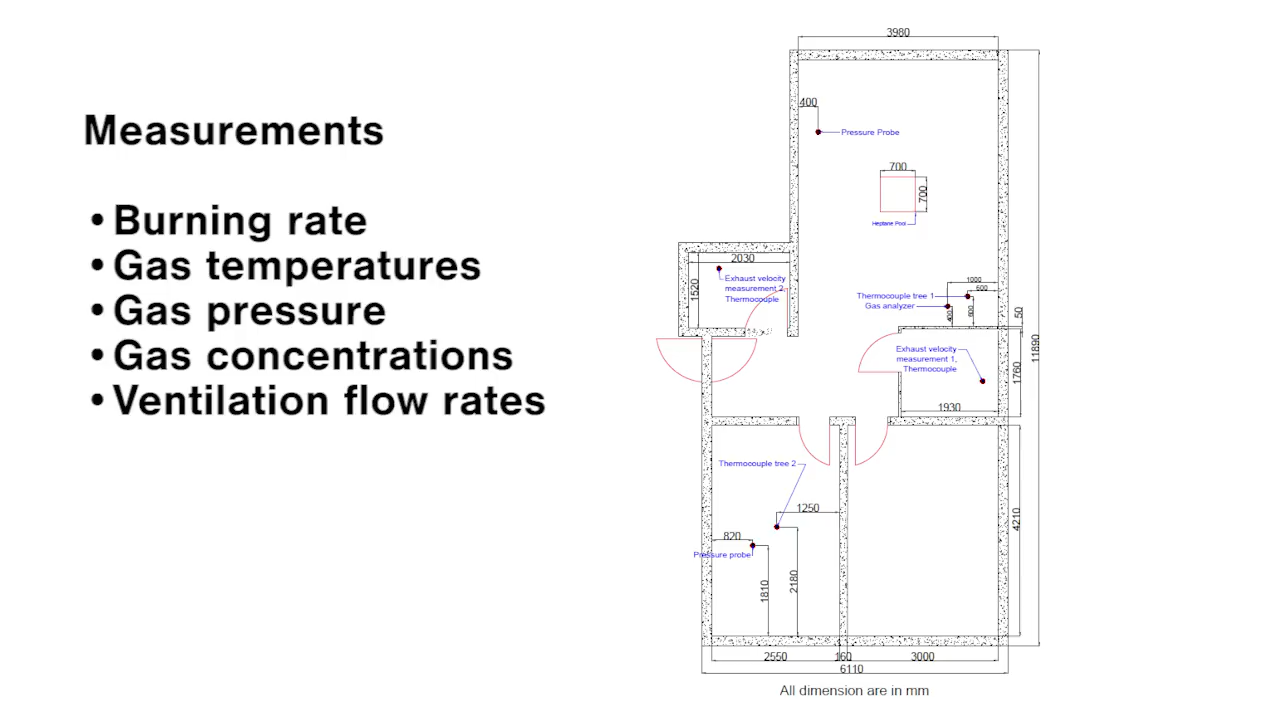 Measurements
•Burning rate
•Gas temperatures
•Gas pressure
•Gas concentrations
•Ventilation flow rates
3980
400
Pressure Probe
700
700
Heptane Pool
2030
1520
Exhaust velocity
measurement 2,
Thermocouple
1000
600
Thermocouple tree 1
Gas analyzer
400
600
50
Exhaust velocity
measurement 1,
Thermocouple
11890
1760
1930
Thermocouple tree 2
1250
820
Pressure probe
4210
1810
2180
2550
160
3000
6110
All dimension are in mm